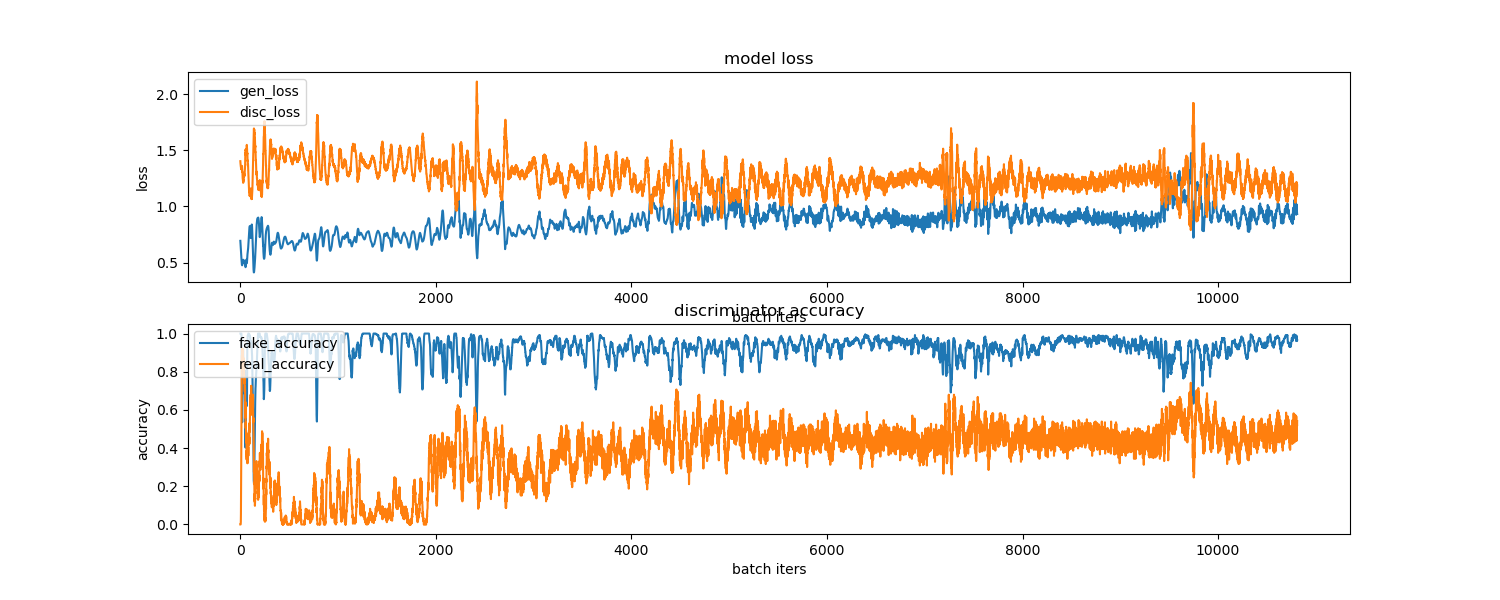 model loss
gen_loss
disc_loss
2.0
1.5
1.0
0.5
loss
0 2000 4000 6000 8000 10000
batch iters
discriminator accuracy
fake_accuracy
real_accuracy
1.0
0.8
0.6
0.4
0.2
0.0
accuracy
0 2000 4000 6000 8000 10000
batch iters